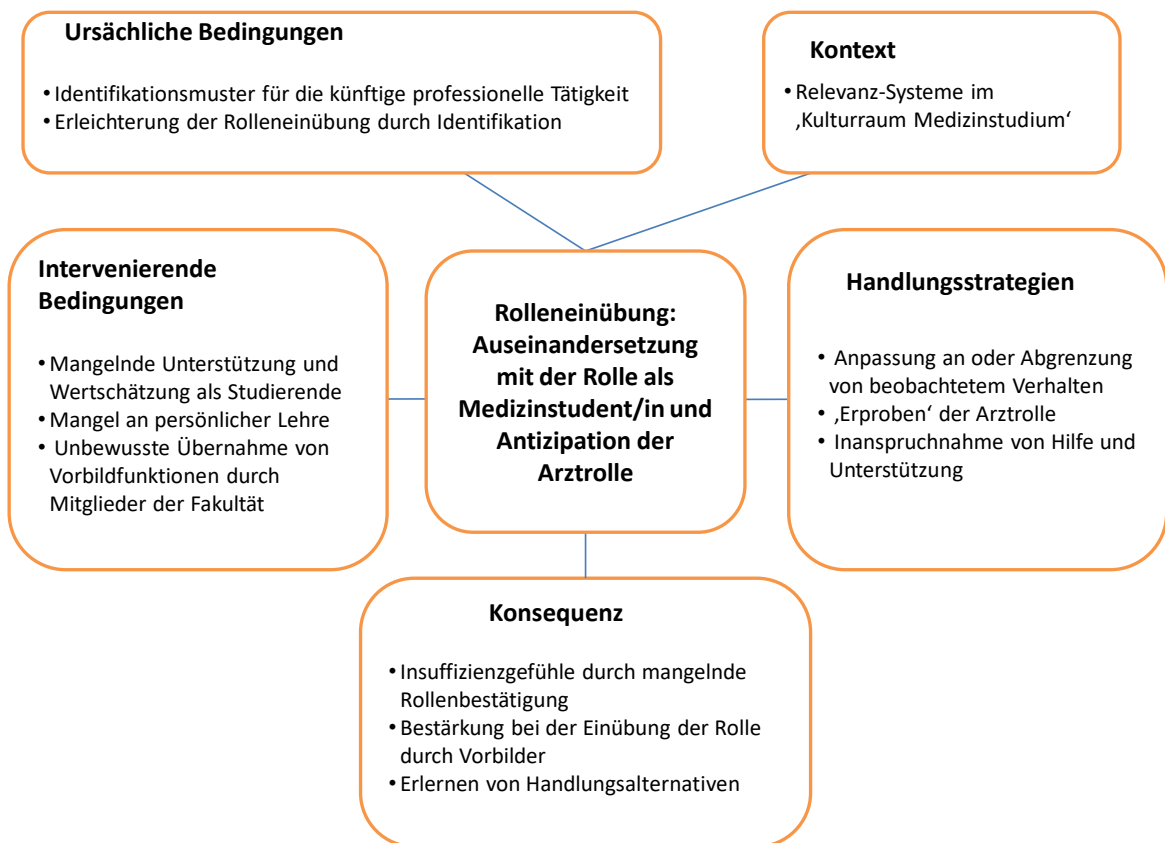 Ursächliche Bedingungen
• Identifikationsmuster für die künftige professionelle Tätigkeit
• Erleichterung der Rolleneinübung durch Identifikation
Kontext
• Relevanz-Systeme im
‚Kulturraum Medizinstudium‘
Intervenierende
Bedingungen
• Mangelnde Unterstützung und
Wertschätzung als Studierende
• Mangel an persönlicher Lehre
• Unbewusste Übernahme von
Vorbildfunktionen durch
Mitglieder der Fakultät
Rolleneinübung:
Auseinandersetzung
mit der Rolle als
Medizinstudent/in und
Antizipation der
Arztrolle
Handlungsstrategien
• Anpassung an oder Abgrenzung
von beobachtetem Verhalten
• ‚Erproben‘ der Arztrolle
• Inanspruchnahme von Hilfe und
Unterstützung
Konsequenz
• Insuffizienzgefühle durch mangelnde
Rollenbestätigung
• Bestärkung bei der Einübung der Rolle
durch Vorbilder
• Erlernen von Handlungsalternativen